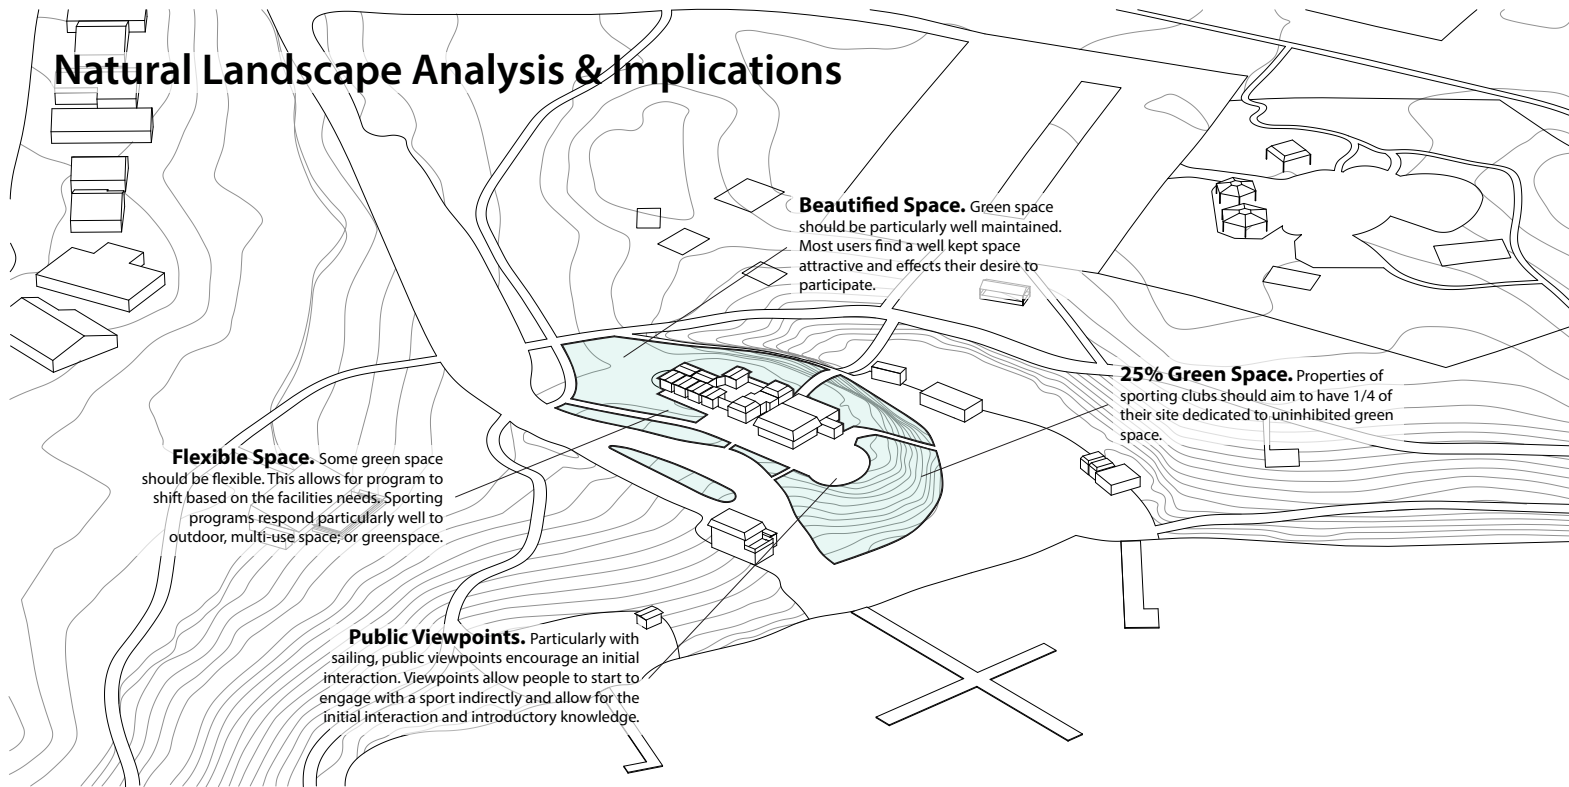 Natural Landscape Analysis & Implications
Beautified Space. Green space
should be particularly well maintained.
Most users find a well kept space
attractive and effects their desire to
participate.
25% Green Space. Properties of
sporting clubs should aim to have 1/4 of
their site dedicated to uninhibited green
space.
Flexible Space. Some green space
should be flexible. This allows for program to
shift based on the facilities needs. Sporting
programs respond particularly well to
outdoor, multi-use space; or greenspace.
Public Viewpoints. Particularly with
sailing, public viewpoints encourage an initial
interaction. Viewpoints allow people to start to
engage with a sport indirectly and allow for the
initial interaction and introductory knowledge.